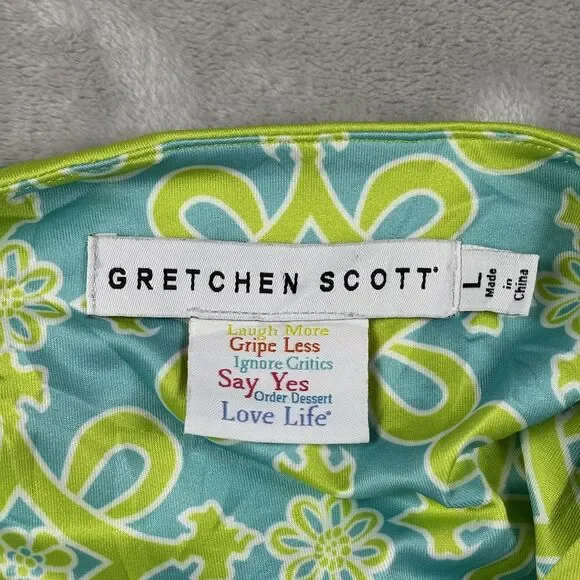 GRETCHEN SCOTT®
L
Made
in
China
Laugh More
Gripe Less
Ignore Critics
Say Yes
Order Dessert
Love Life®